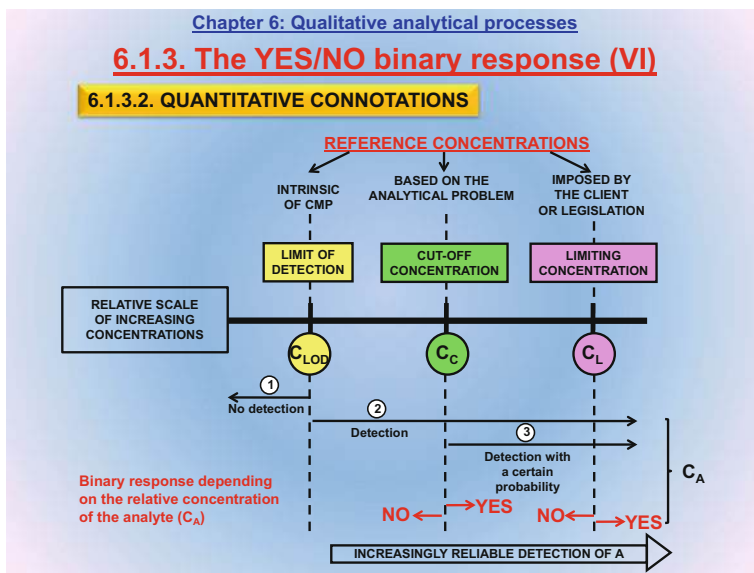 Chapter 6: Qualitative analytical processes
6.1.3. The YES/NO binary response (VI)
6.1.3.2. QUANTITATIVE CONNOTATIONS
REFERENCE CONCENTRATIONS
INTRINSIC
OF CMP
BASED ON THE
ANALYTICAL PROBLEM
IMPOSED BY
THE CLIENT
OR LEGISLATION
LIMIT OF
DETECTION
CUT-OFF
CONCENTRATION
LIMITING
CONCENTRATION
RELATIVE SCALE
OF INCREASING
CONCENTRATIONS
CLOD
CC
CL
1
No detection
2
Detection
3
Detection with
a certain
probability
CA
Binary response depending
on the relative concentration
of the analyte (CA)
NO
YES
NO
YES
INCREASINGLY RELIABLE DETECTION OF A